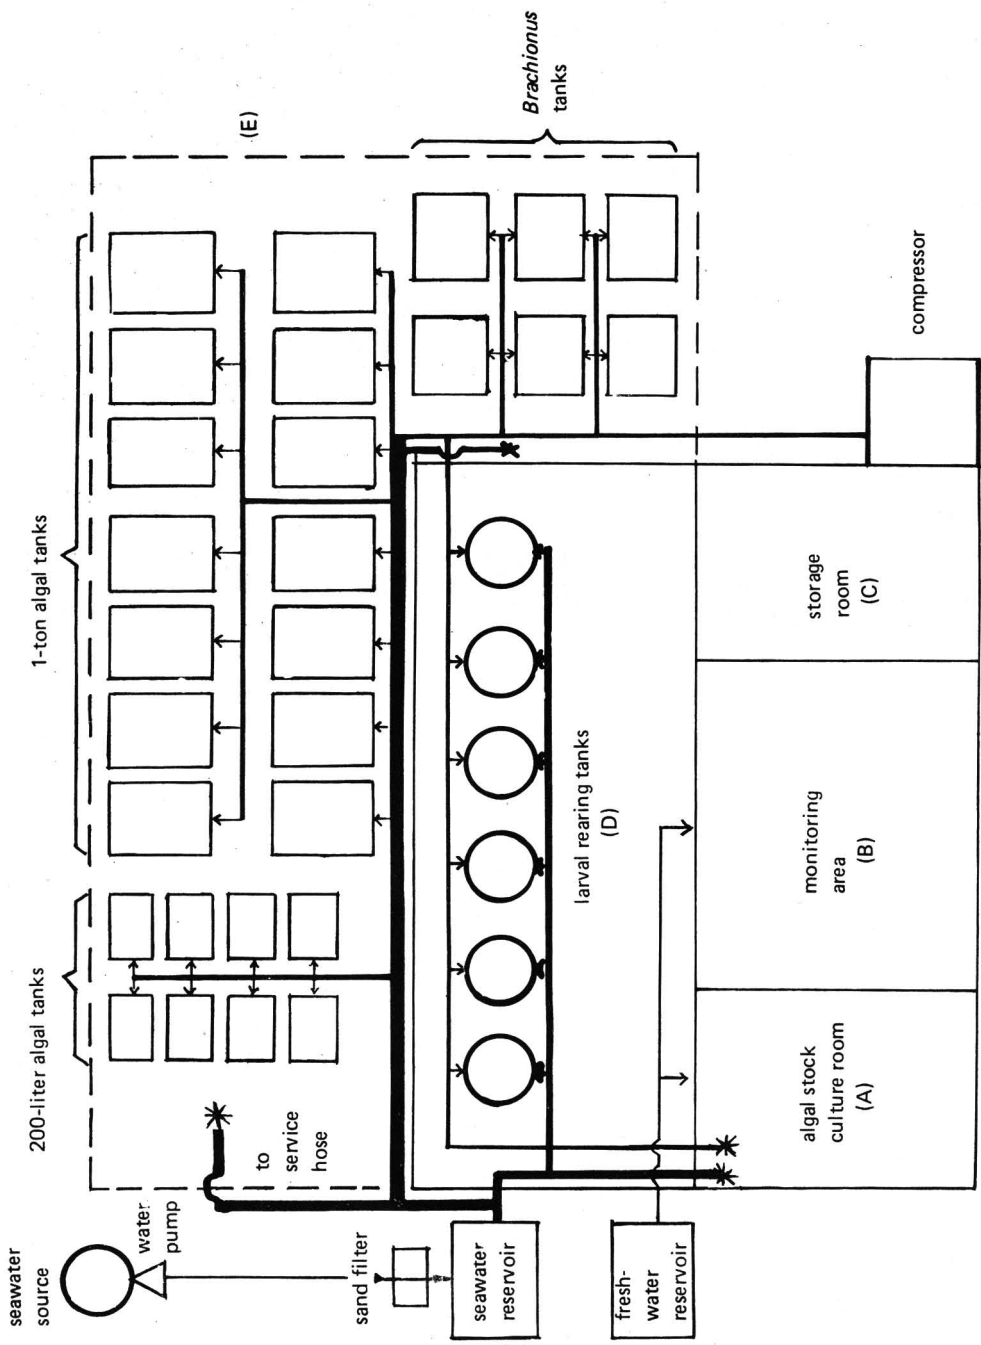 seawater
source
water
pump
sand filter
seawater
reservoir
fresh-
water
reservoir
200-liter algal tanks
to
service
hose
1-ton algal tanks
(E)
Brachionus
tanks
larval rearing tanks
(D)
algal stock
culture room
(A)
monitoring
area
(B)
storage
room
(C)
compressor